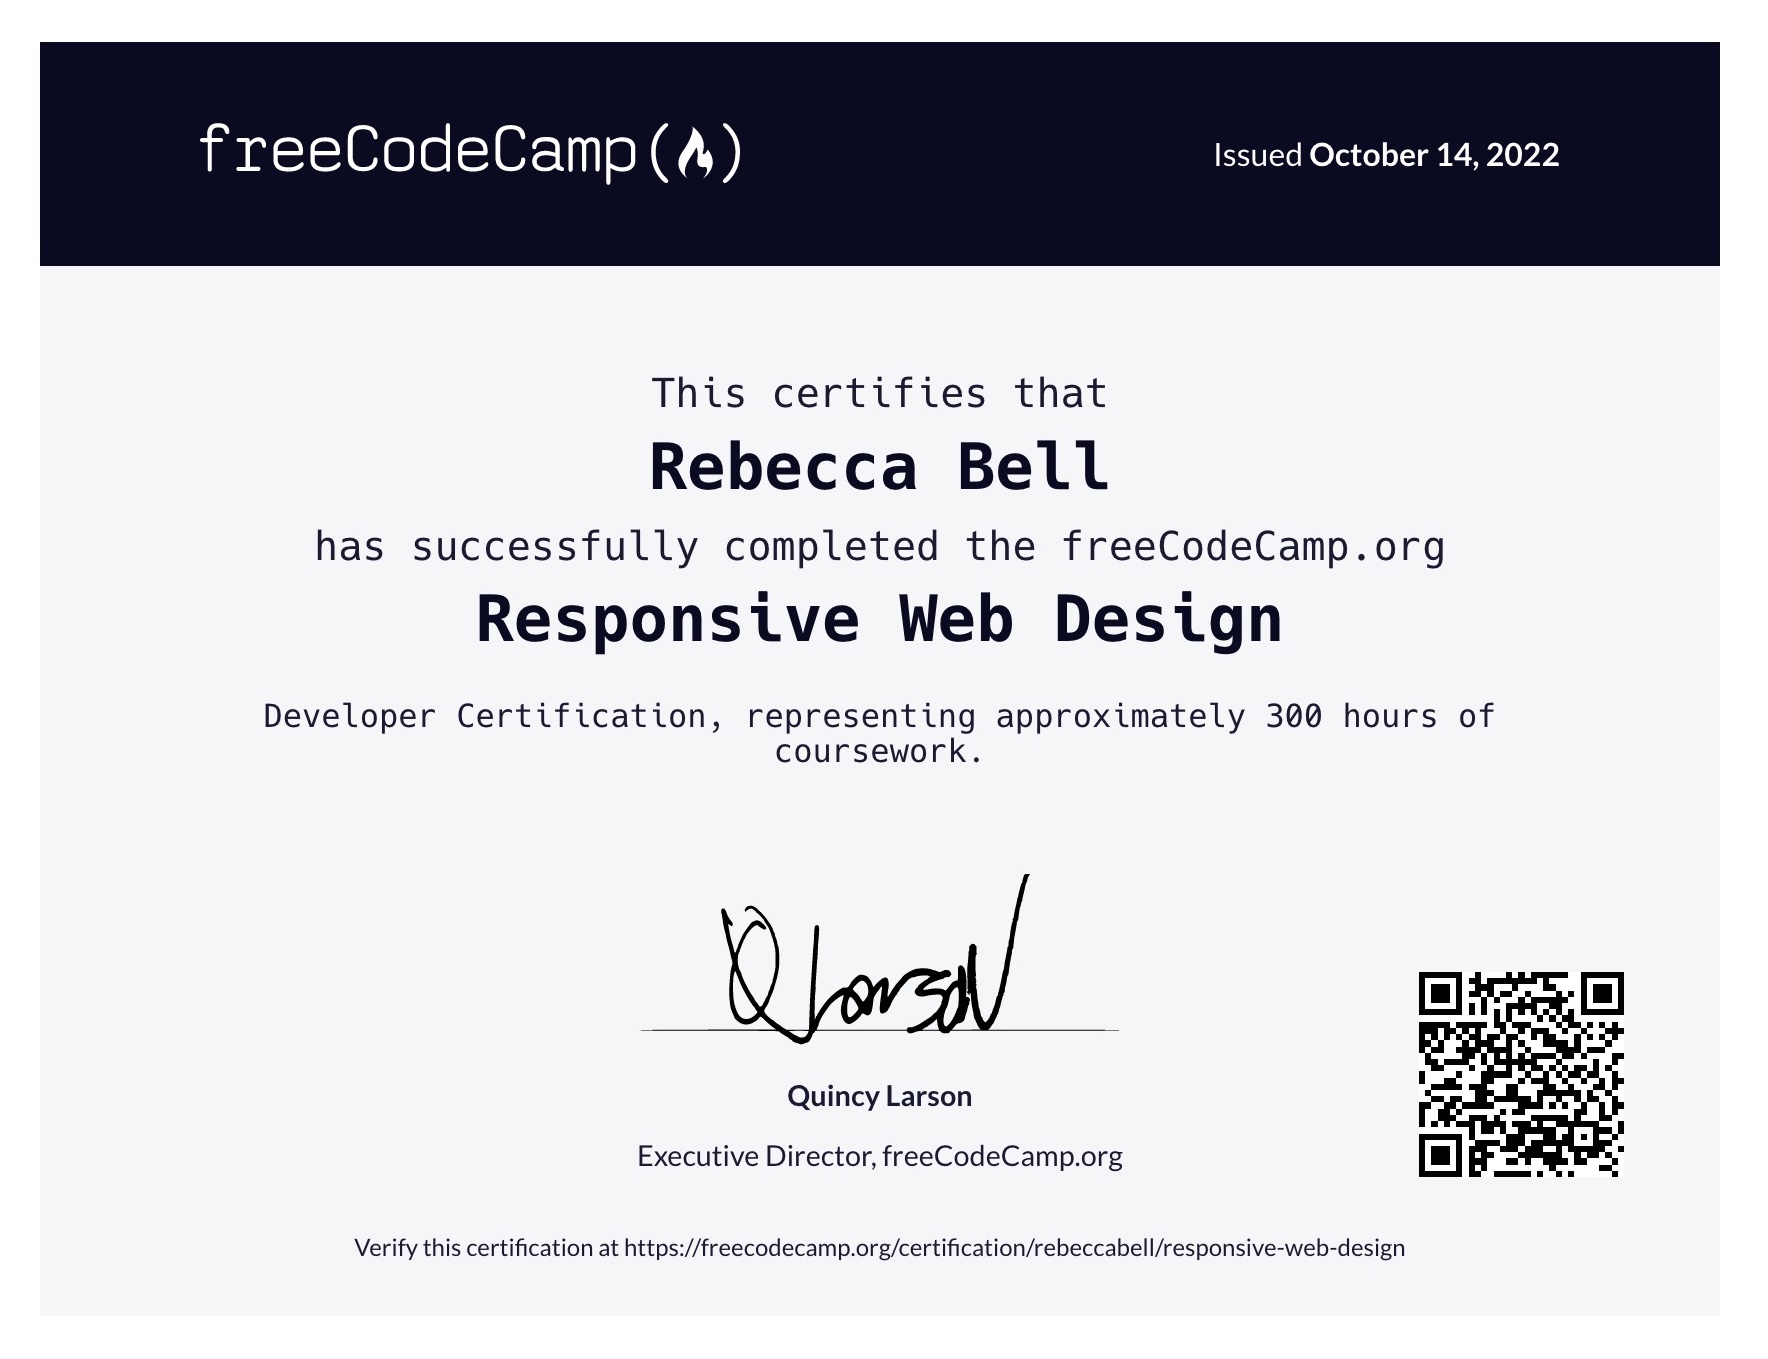 freeCodeCamp
Issued October 14, 2022
This certifies that
Rebecca Bell
has successfully completed the freeCodeCamp.org
Responsive Web Design
Developer Certification, representing approximately 300 hours of
coursework.
Q Larson
Quincy Larson
Executive Director, freeCodeCamp.org
Verify this certification at https://freecodecamp.org/certification/rebeccabell/responsive-web-design